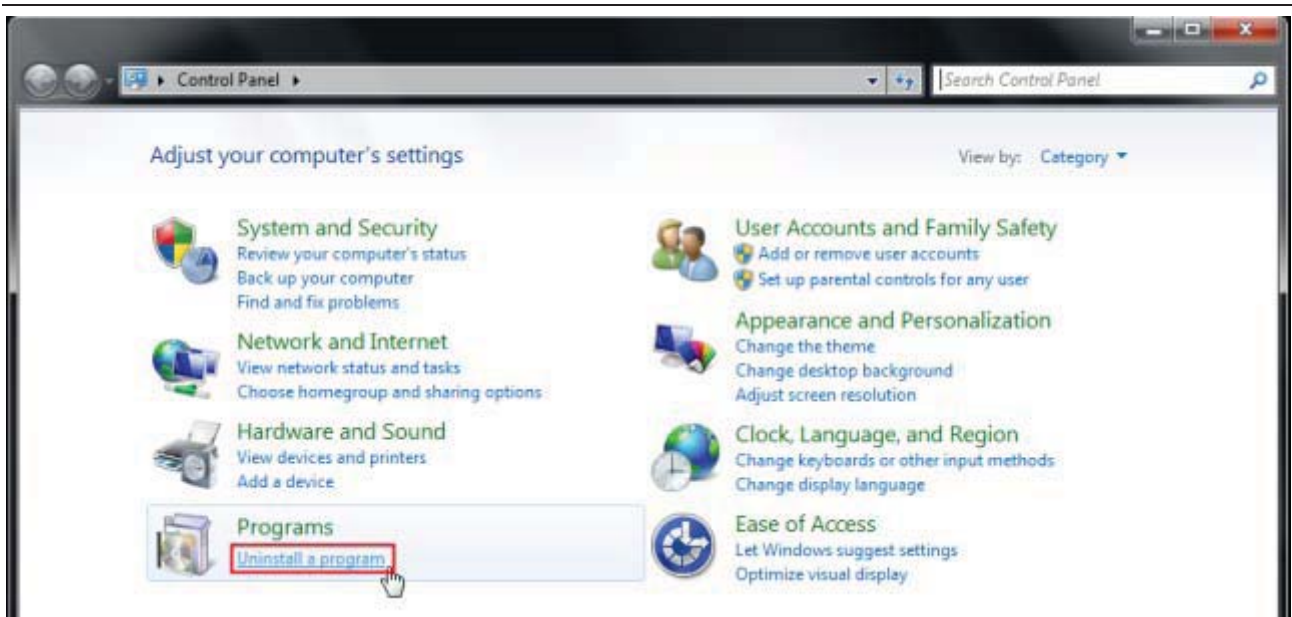 Control Panel
Search Control Panel
Adjust your computer's settings
View by: Category
System and Security
Review your computer's status
Back up your computer
Find and fix problems
Network and Internet
View network status and tasks
Choose homegroup and sharing options
Hardware and Sound
View devices and printers
Add a device
Programs
Uninstall a program
User Accounts and Family Safety
Add or remove user accounts
Set up parental controls for any user
Appearance and Personalization
Change the theme
Change desktop background
Adjust screen resolution
Clock, Language, and Region
Change keyboards or other input methods
Change display language
Ease of Access
Let Windows suggest settings
Optimize visual display